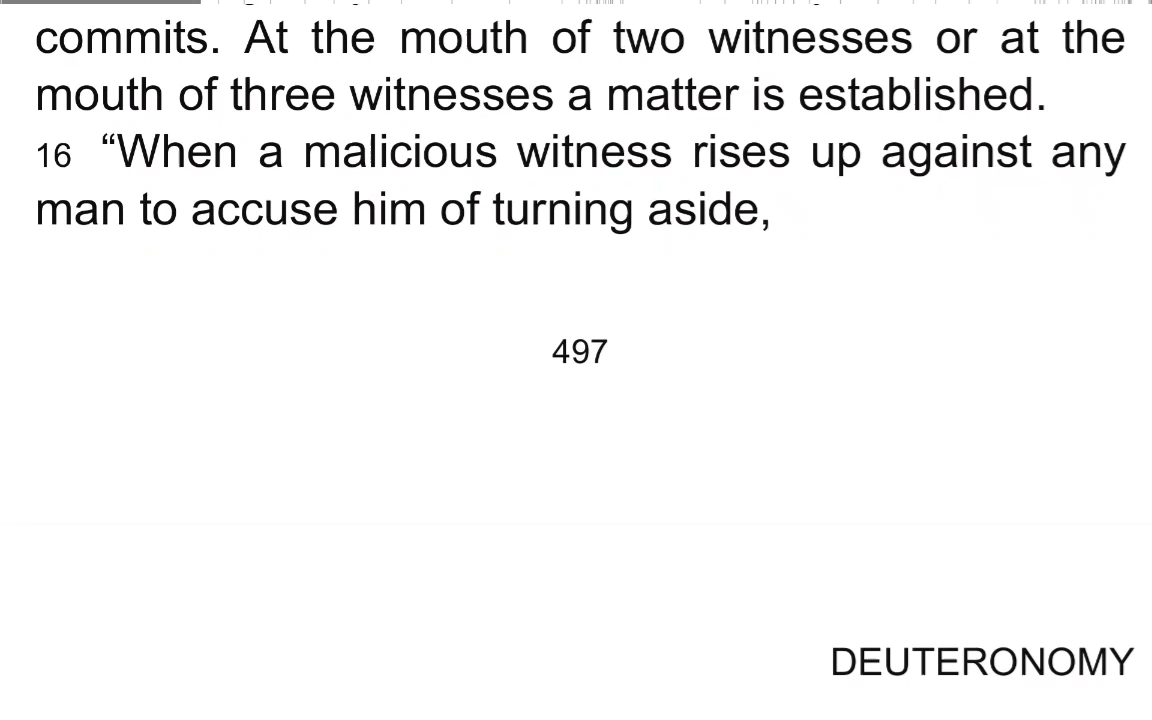 commits. At the mouth of two witnesses or at the
mouth of three witnesses a matter is established.
16 “When a malicious witness rises up against any
man to accuse him of turning aside,
497
DEUTERONOMY